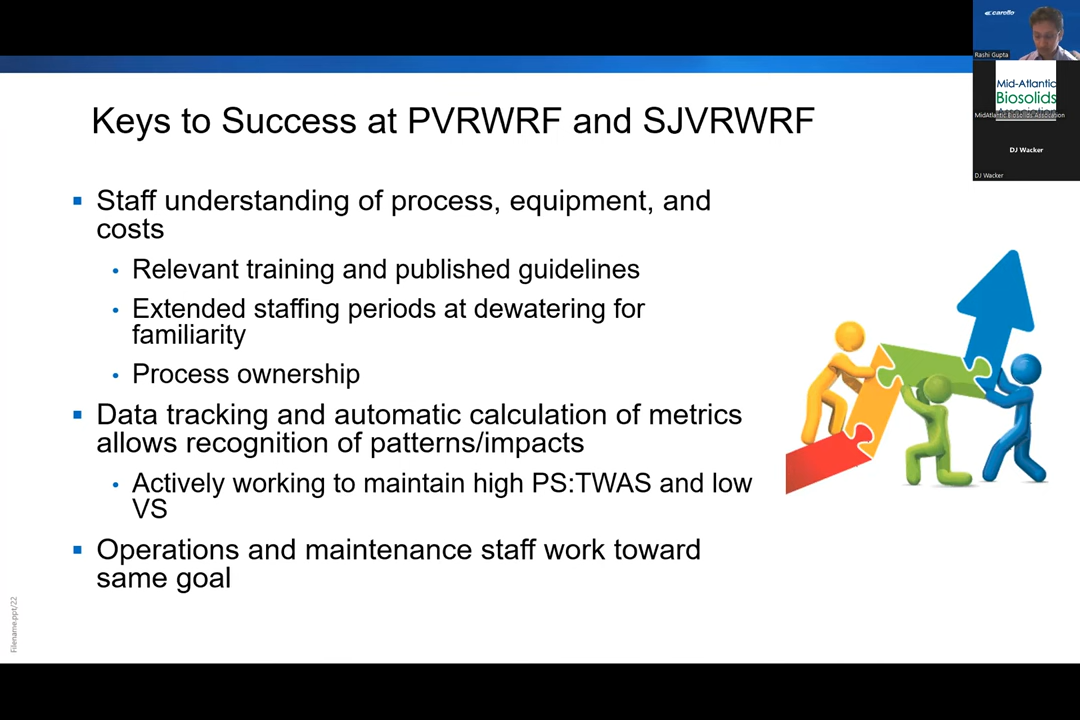 Keys to Success at PVRWRF and SJVRWRF
Staff understanding of process, equipment, and
costs
Relevant training and published guidelines
Extended staffing periods at dewatering for
familiarity
Process ownership
Data tracking and automatic calculation of metrics
allows recognition of patterns/impacts
Actively working to maintain high PS:TWAS and low
VS
Operations and maintenance staff work toward
same goal
Filename.ppt/22
carollo
Rashi Gupta
Mid-Atlantic
Biosolids
Association
MidAtlantic Biosolids Association
DJ Wacker
DJ Wacker